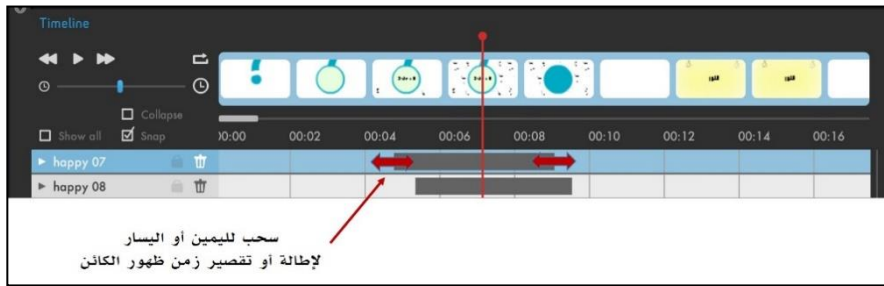 Timeline
Collapse
Show all
Snap
00:00 00:02 00:04 00:06 00:08 00:10 00:12 00:14 00:16
happy 07
happy 08
سحب لليمين أو اليسار
لإطالة أو تقصير زمن ظهور الكائن